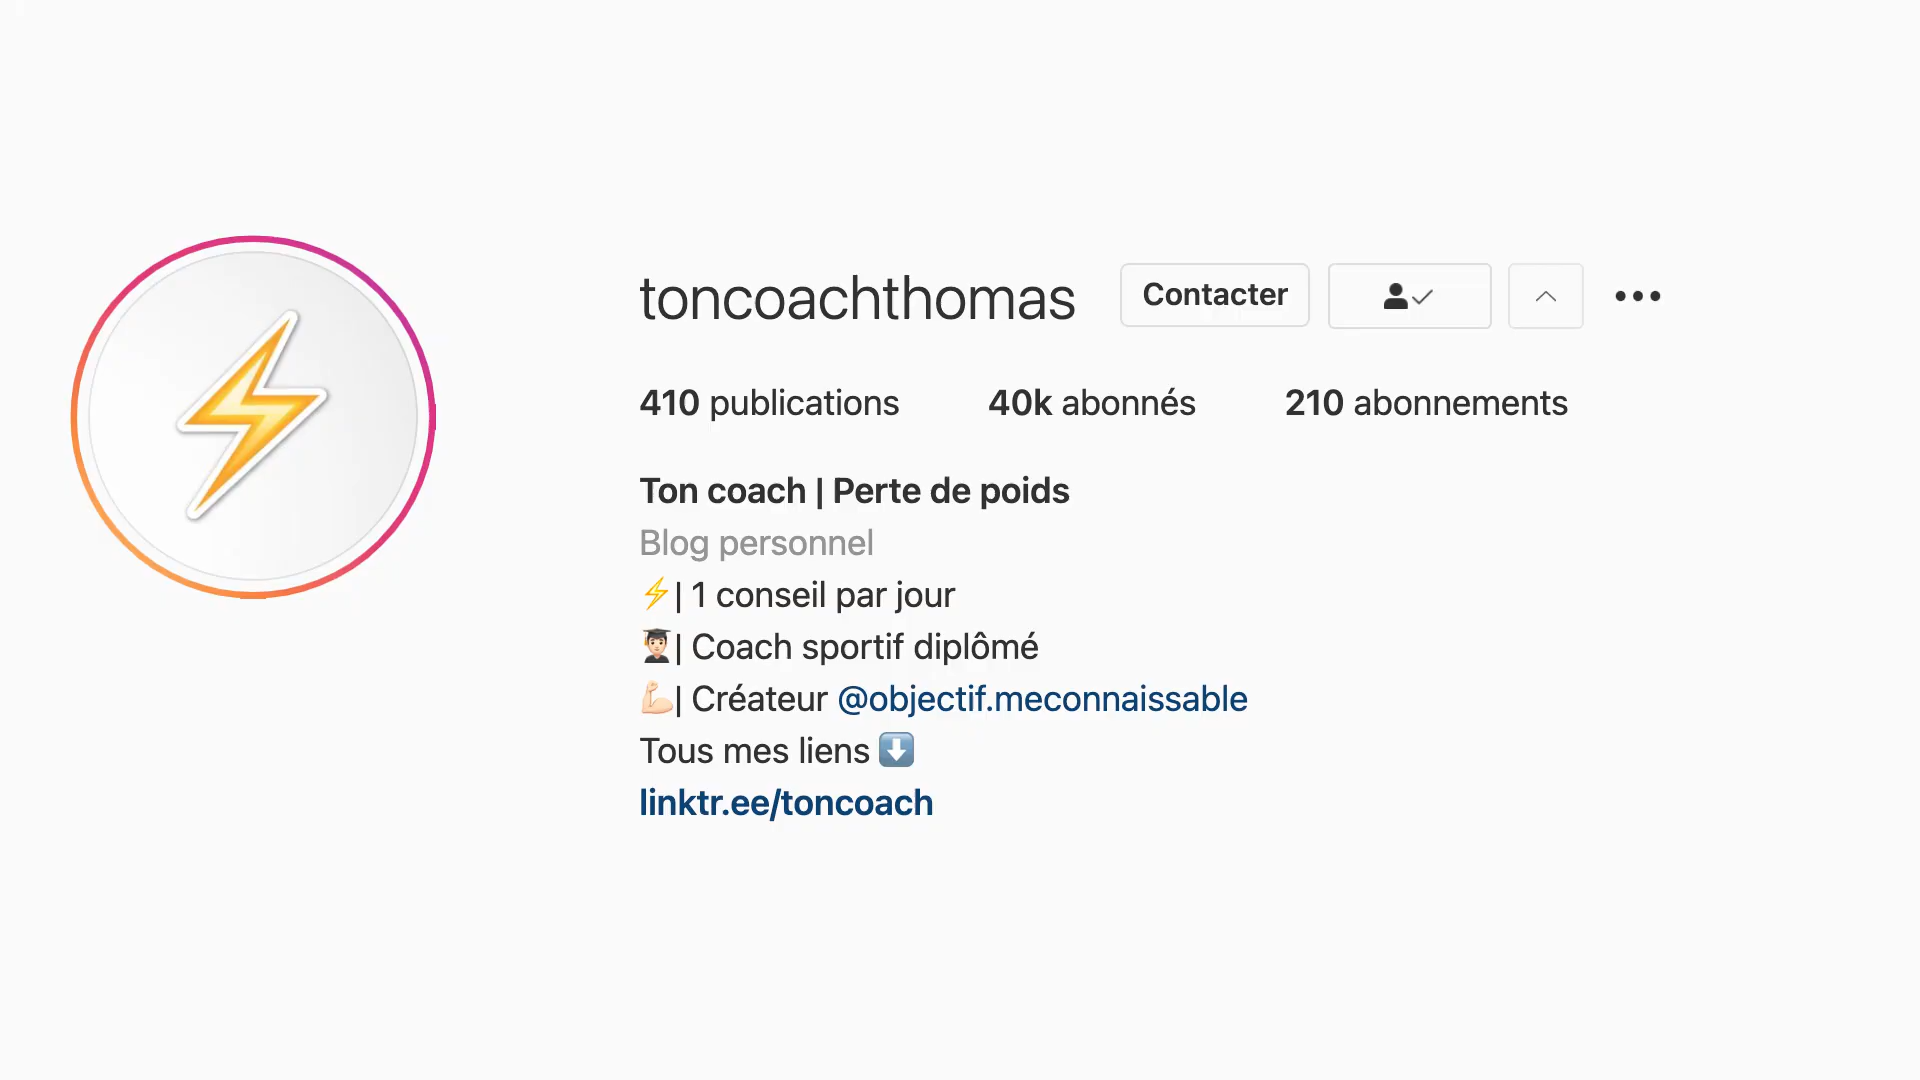 toncoachthomas Contacter
410 publications 40k abonnés 210 abonnements
Ton coach | Perte de poids
Blog personnel
⚡| 1 conseil par jour
👨🏻‍🎓| Coach sportif diplômé
💪🏻| Créateur @objectif.meconnaissable
Tous mes liens ⬇️
linktr.ee/toncoach